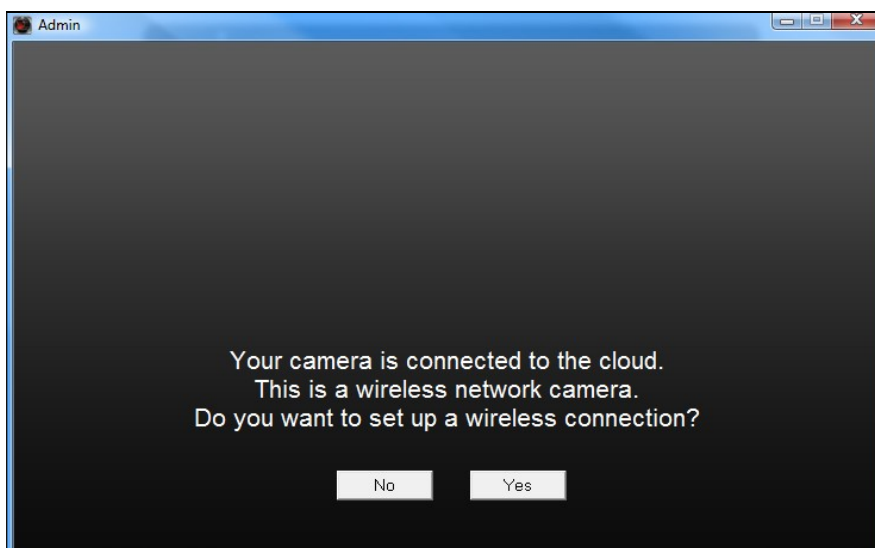 Admin
Your camera is connected to the cloud.
This is a wireless network camera.
Do you want to set up a wireless connection?
No
Yes